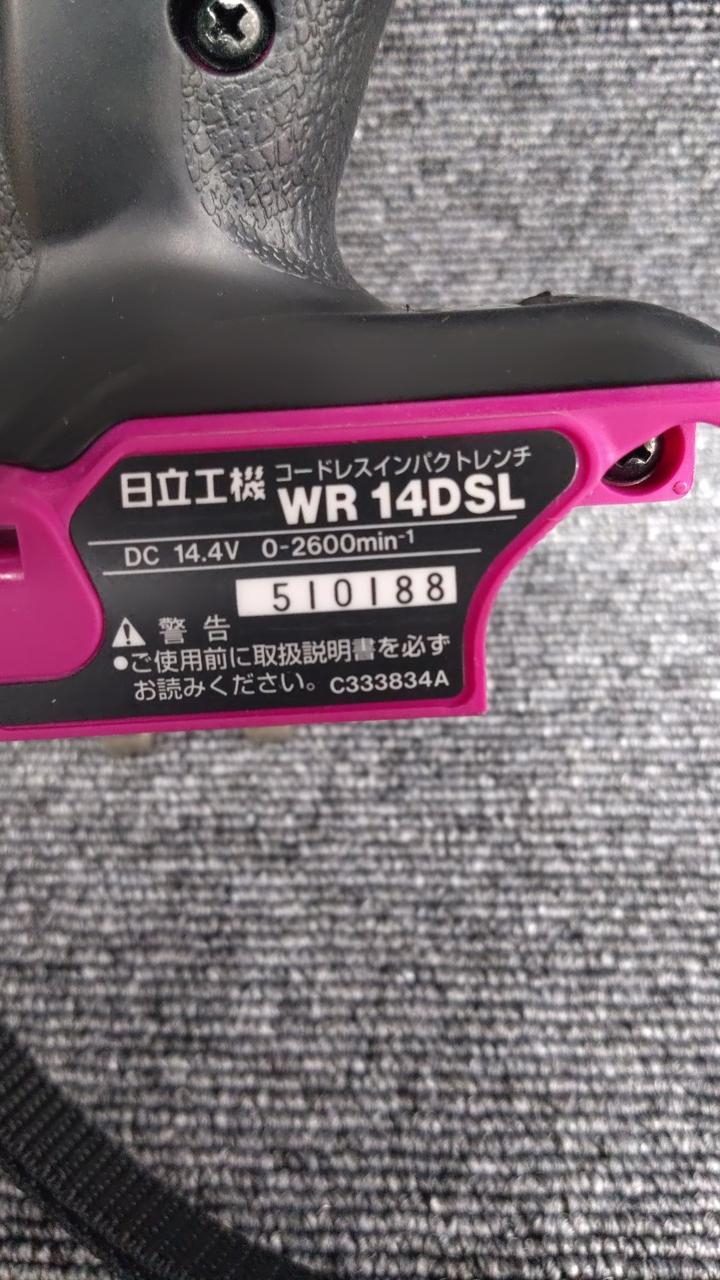 日立工機 コードレスインパクトレンチ
WR 14DSL
DC 14.4V 0-2600min⁻¹
510188
⚠ 警告
●ご使用前に取扱説明書を必ず
お読みください。 C333834A